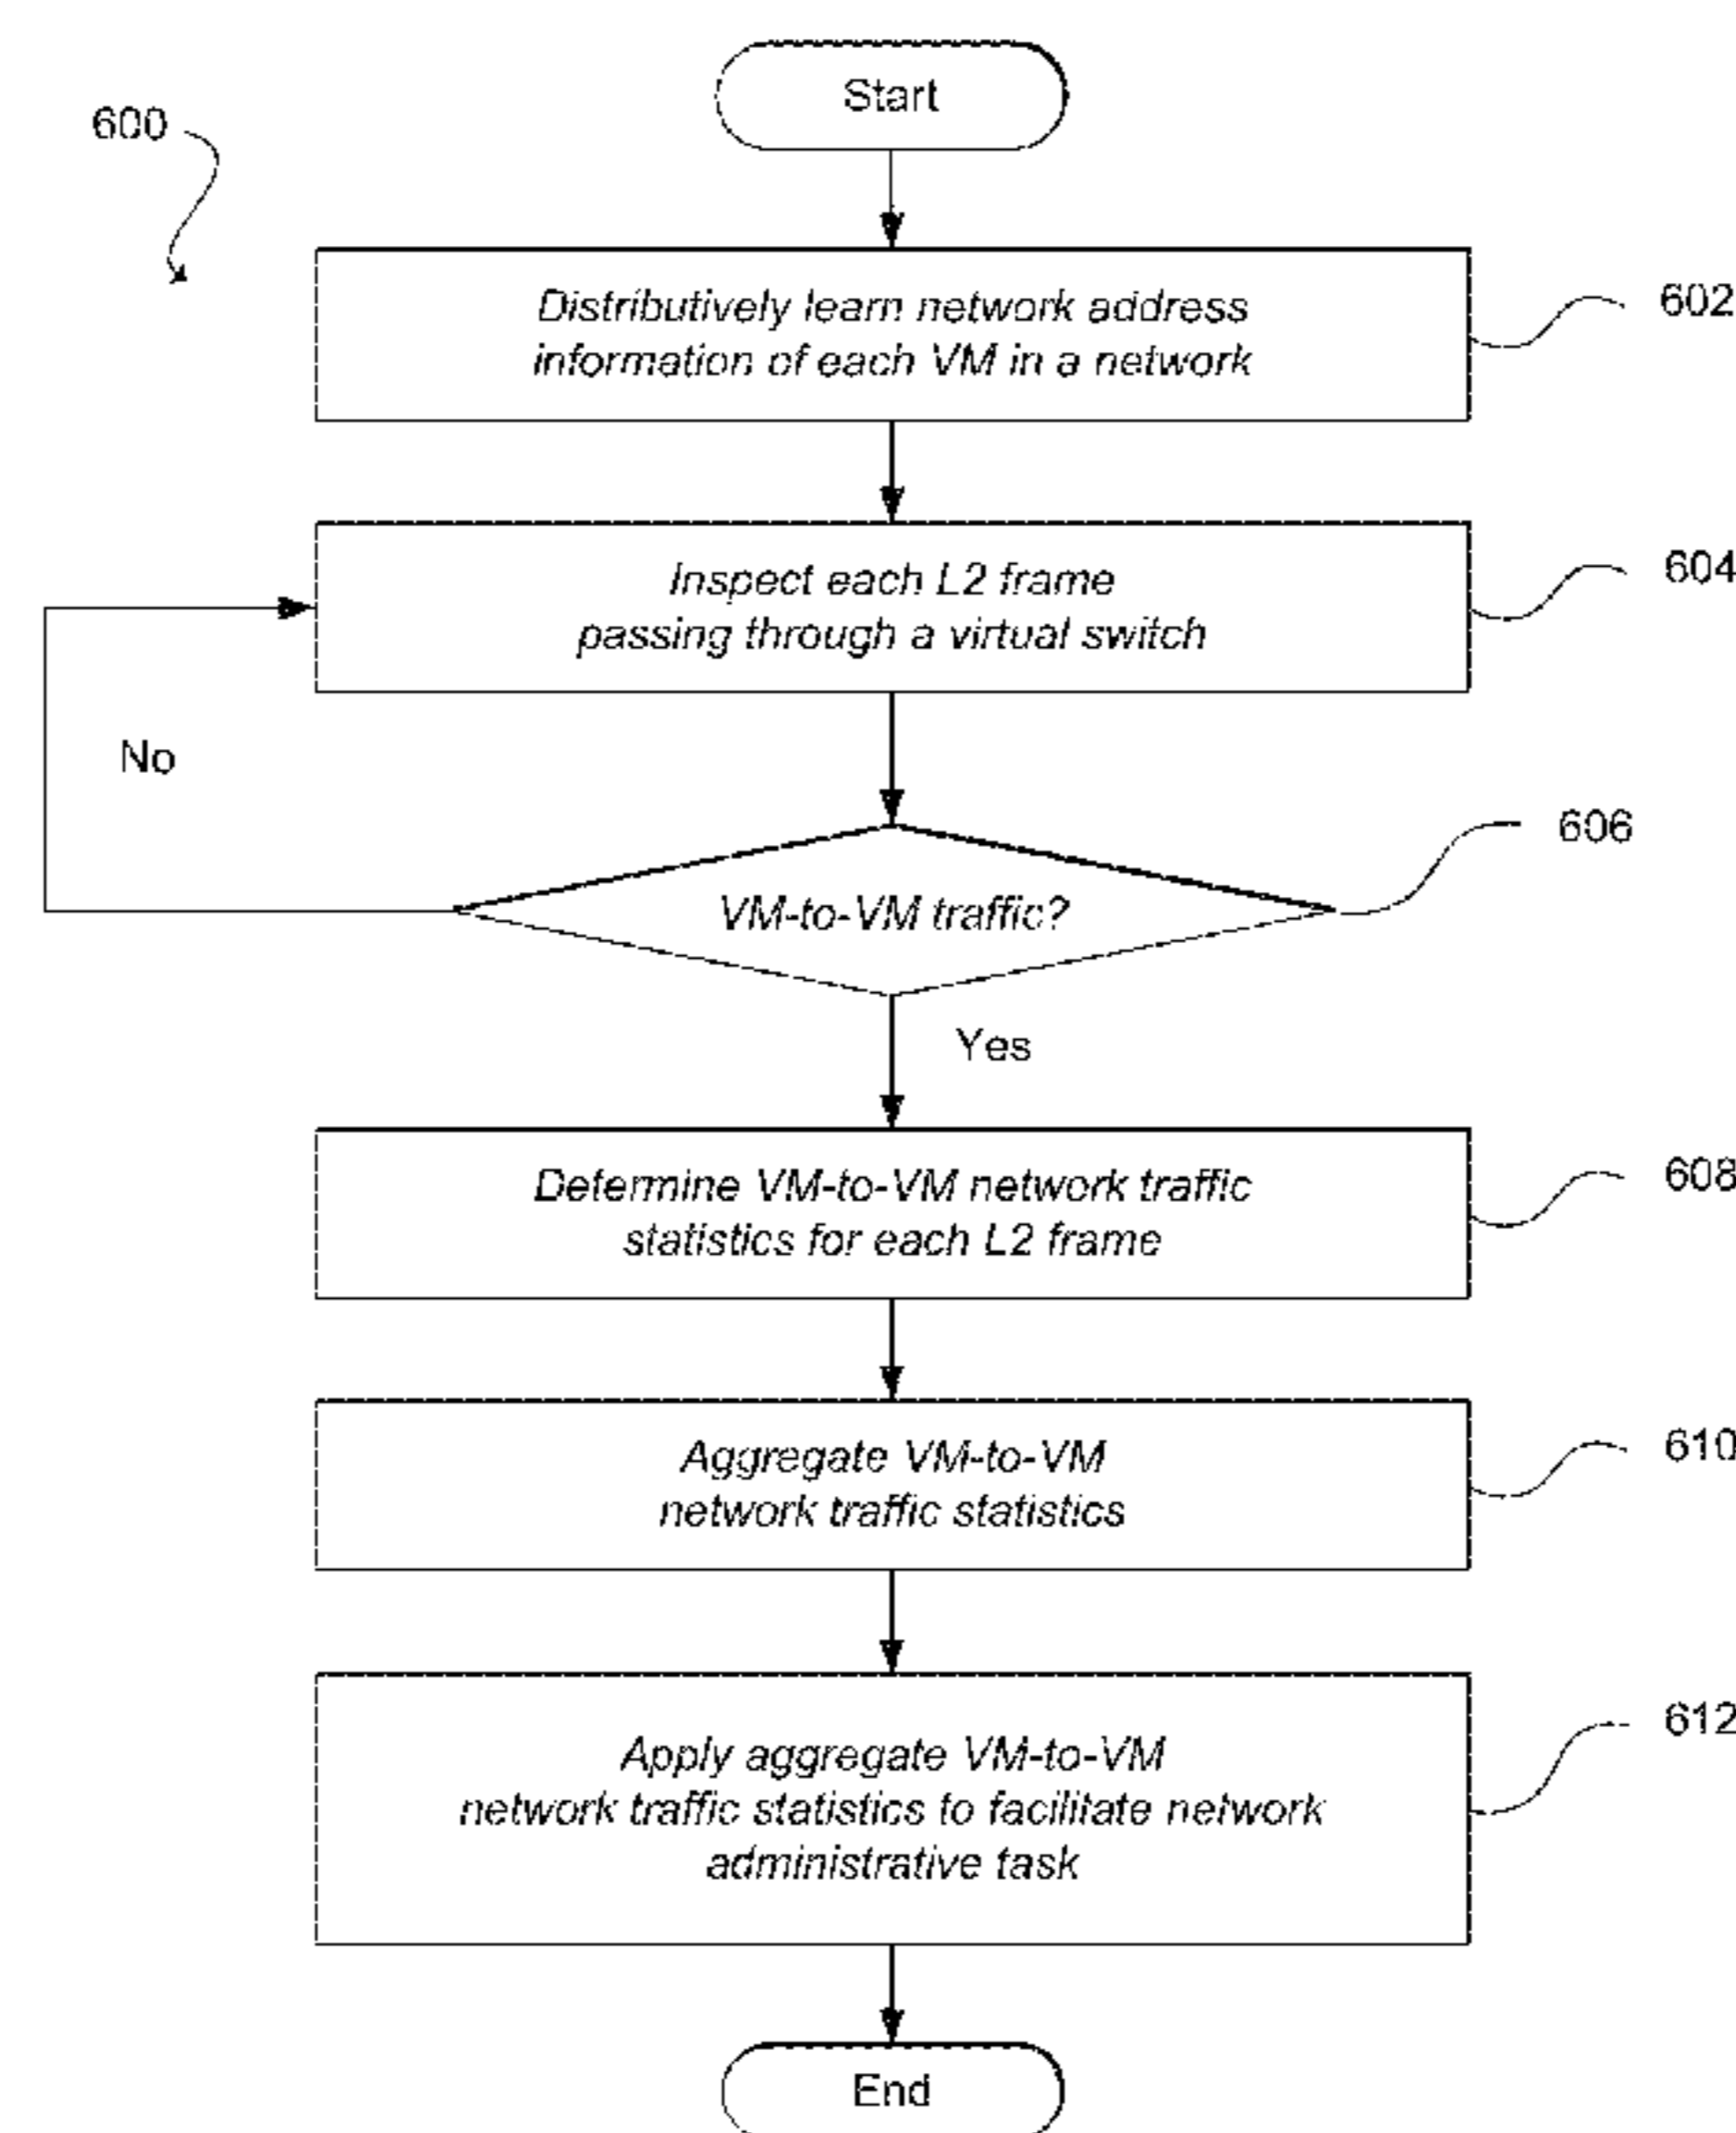 Start
600
Distributively learn network address
information of each VM in a network
602
Inspect each L2 frame
passing through a virtual switch
604
No
606
VM-to-VM traffic?
Yes
Determine VM-to-VM network traffic
statistics for each L2 frame
608
Aggregate VM-to-VM
network traffic statistics
610
Apply aggregate VM-to-VM
network traffic statistics to facilitate network
administrative task
612
End